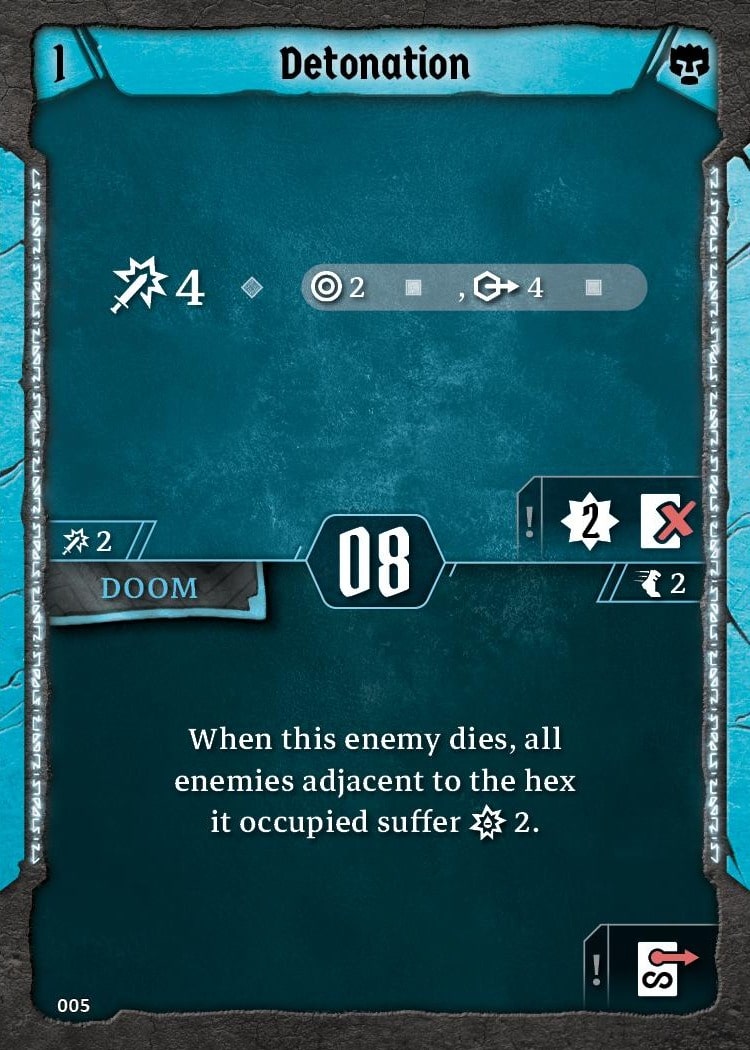 1
Detonation
4
2 , 4
2
2
08
DOOM
2
When this enemy dies, all
enemies adjacent to the hex
it occupied suffer 2.
005